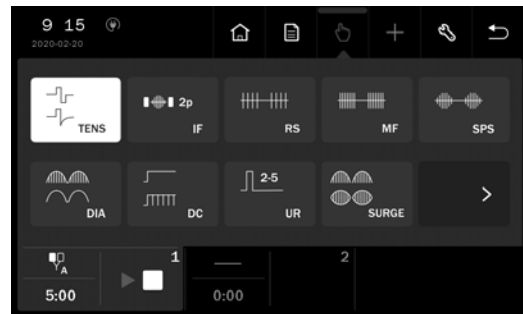 9 15
2020-02-20
TENS
2p
IF
RS
MF
SPS
DIA
DC
2-5
UR
SURGE
1
2
A
5:00
0:00